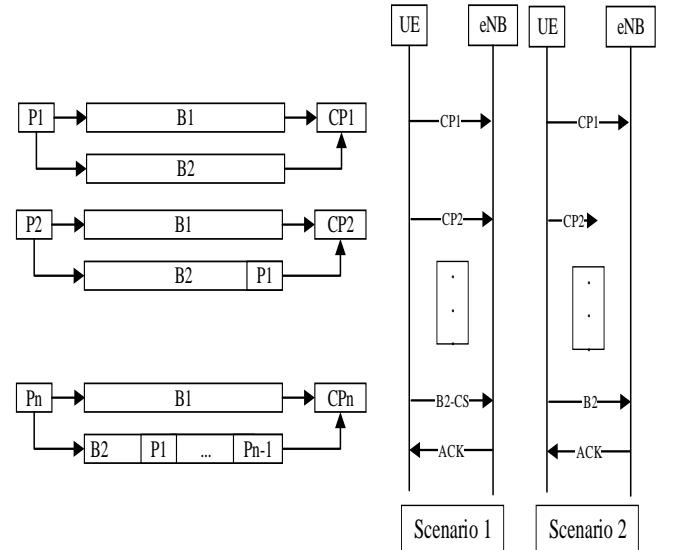 P1 B1 CP1
B2
P2 B1 CP2
B2 P1
Pn B1 CPn
B2 P1 ... Pn-1
UE eNB
CP1
CP2
B2-CS
ACK
Scenario 1
UE eNB
CP1
CP2
B2
ACK
Scenario 2